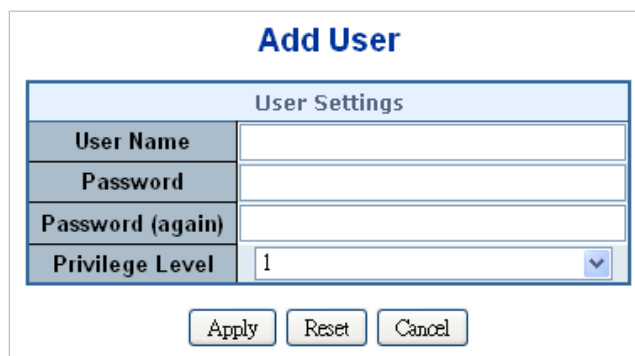 Add User
User Settings
User Name
Password
Password (again)
Privilege Level 1
Apply Reset Cancel